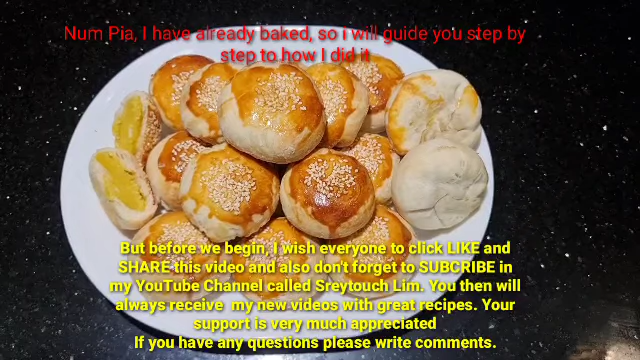 Num Pia, I have already baked, so i will guide you step by
step to how I did it
But before we begin, I wish everyone to click LIKE and
SHARE this video and also don't forget to SUBCRIBE in
my YouTube Channel called Sreytouch Lim. You then will
always receive my new videos with great recipes. Your
support is very much appreciated
If you have any questions please write comments.